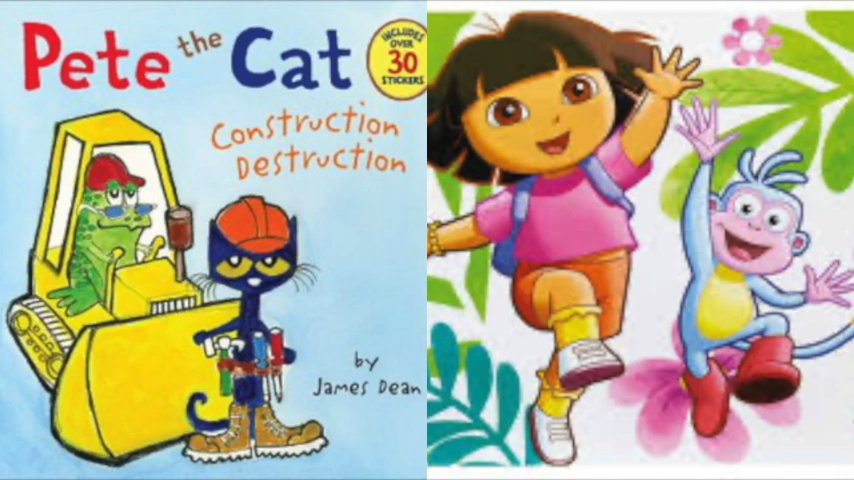 Pete the Cat
INCLUDES
OVER
30
STICKERS
Construction
Destruction
by
James Dean